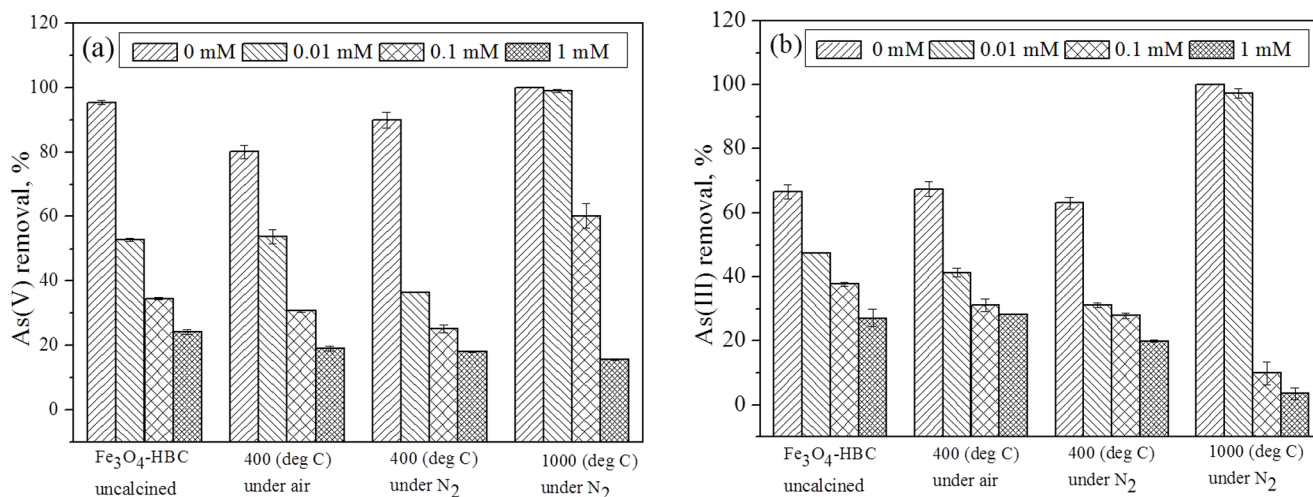 (a)
0 mM 0.01 mM 0.1 mM 1 mM
120
100
80
60
40
20
0
As(V) removal, %
Fe3O4-HBC
uncalcined
400 (deg C)
under air
400 (deg C)
under N2
1000 (deg C)
under N2
(b)
0 mM 0.01 mM 0.1 mM 1 mM
120
100
80
60
40
20
0
As(III) removal, %
Fe3O4-HBC
uncalcined
400 (deg C)
under air
400 (deg C)
under N2
1000 (deg C)
under N2